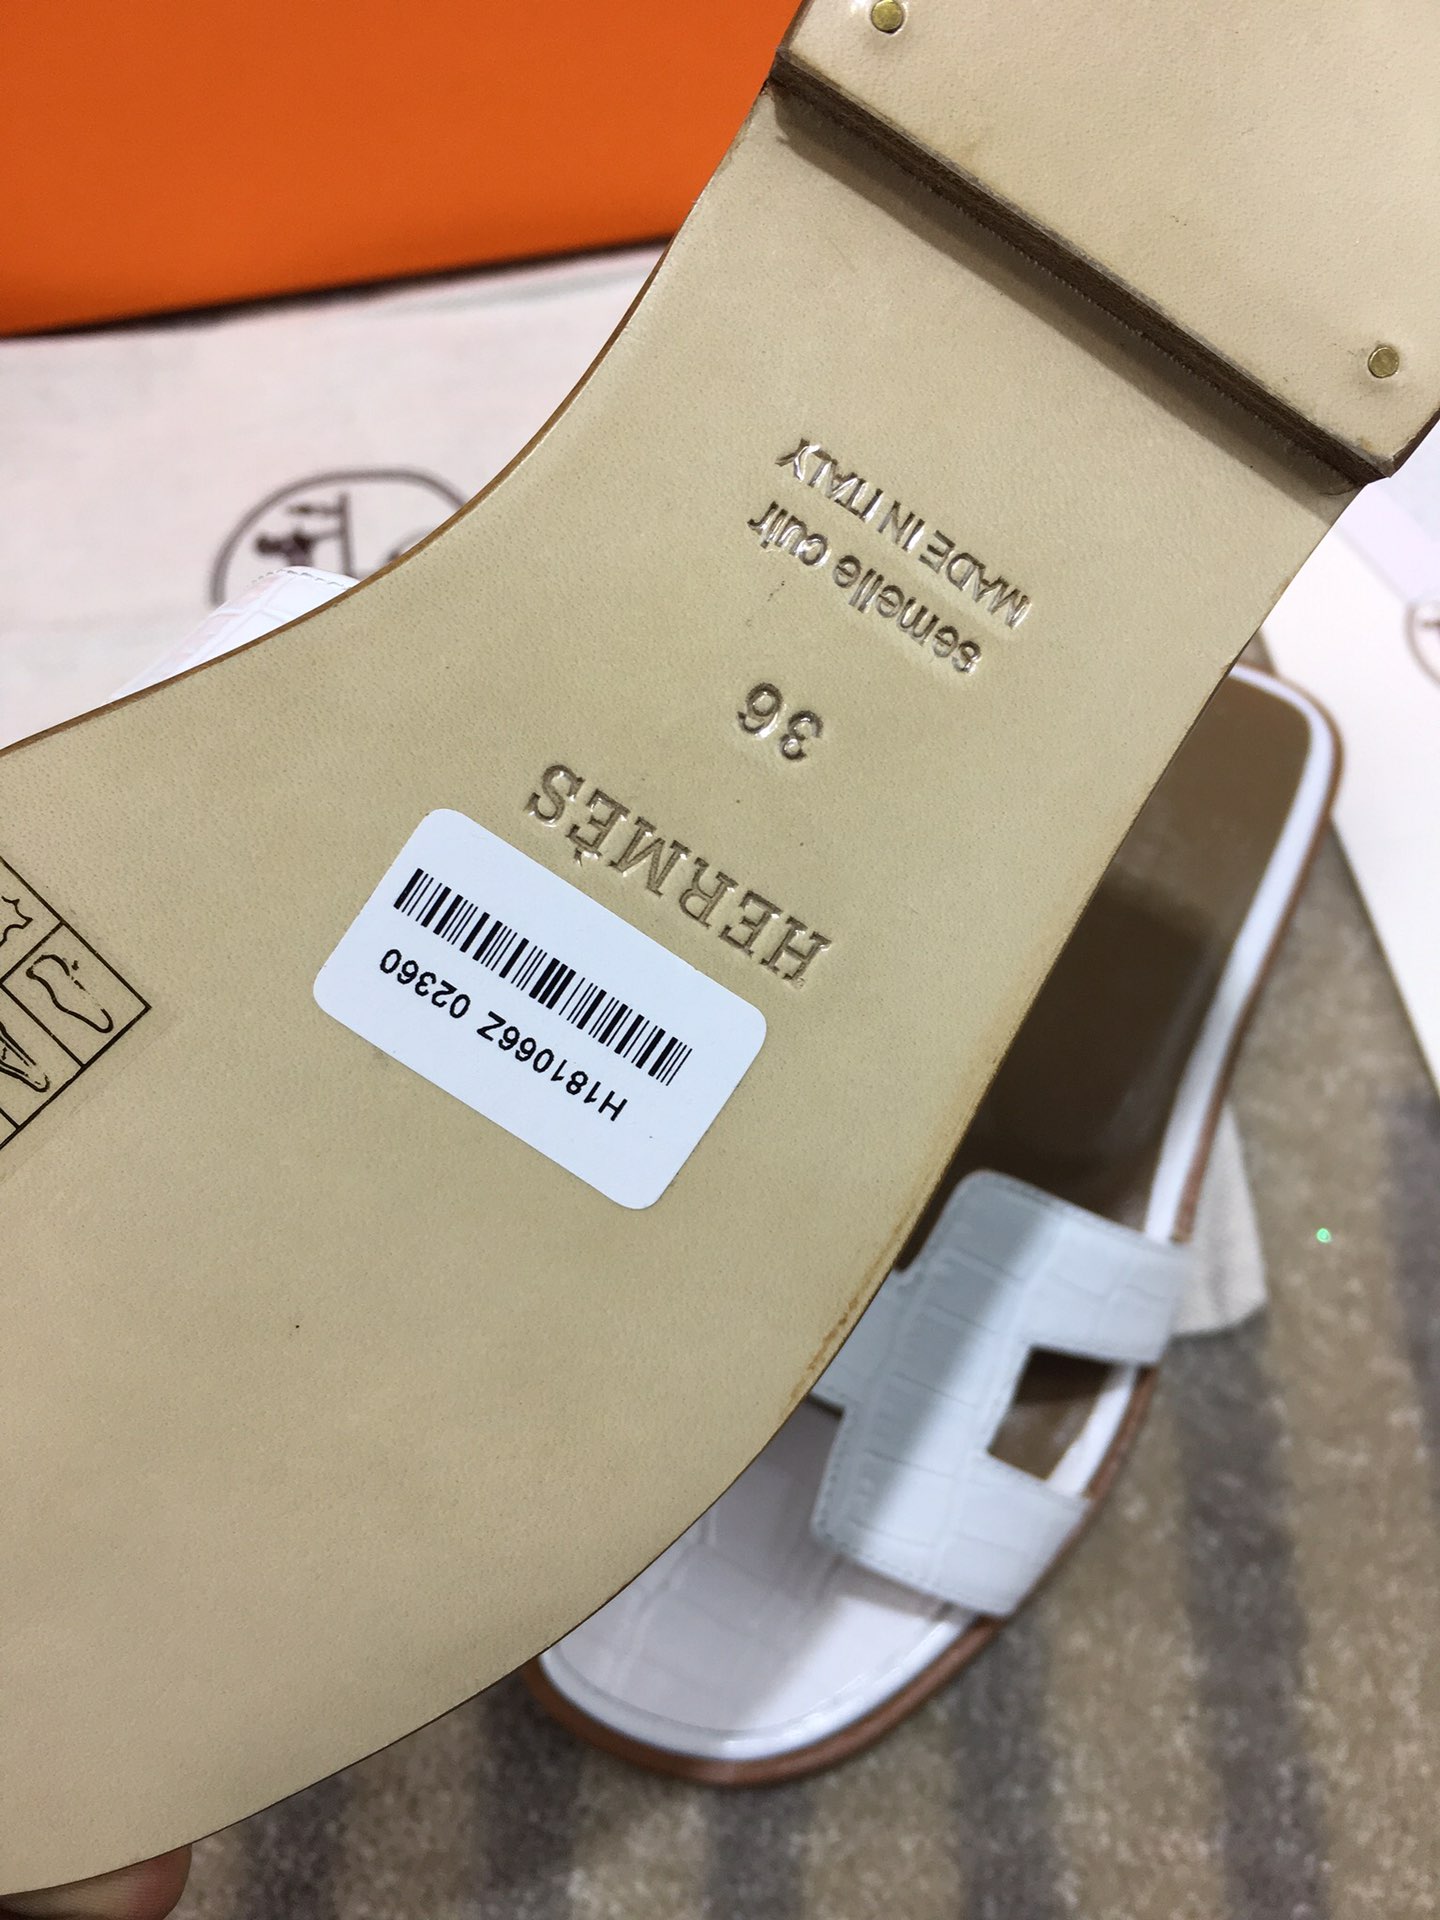 HERMÈS
36
semelle cuir
MADE IN ITALY
H181066Z 02360